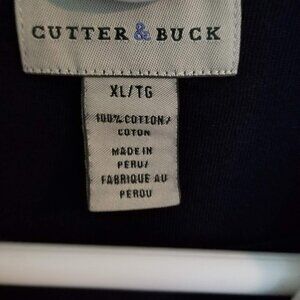 CUTTER & BUCK
XL/TG
100% COTTON/
COTON
MADE IN
PERU/
FABRIQUE AU
PEROU